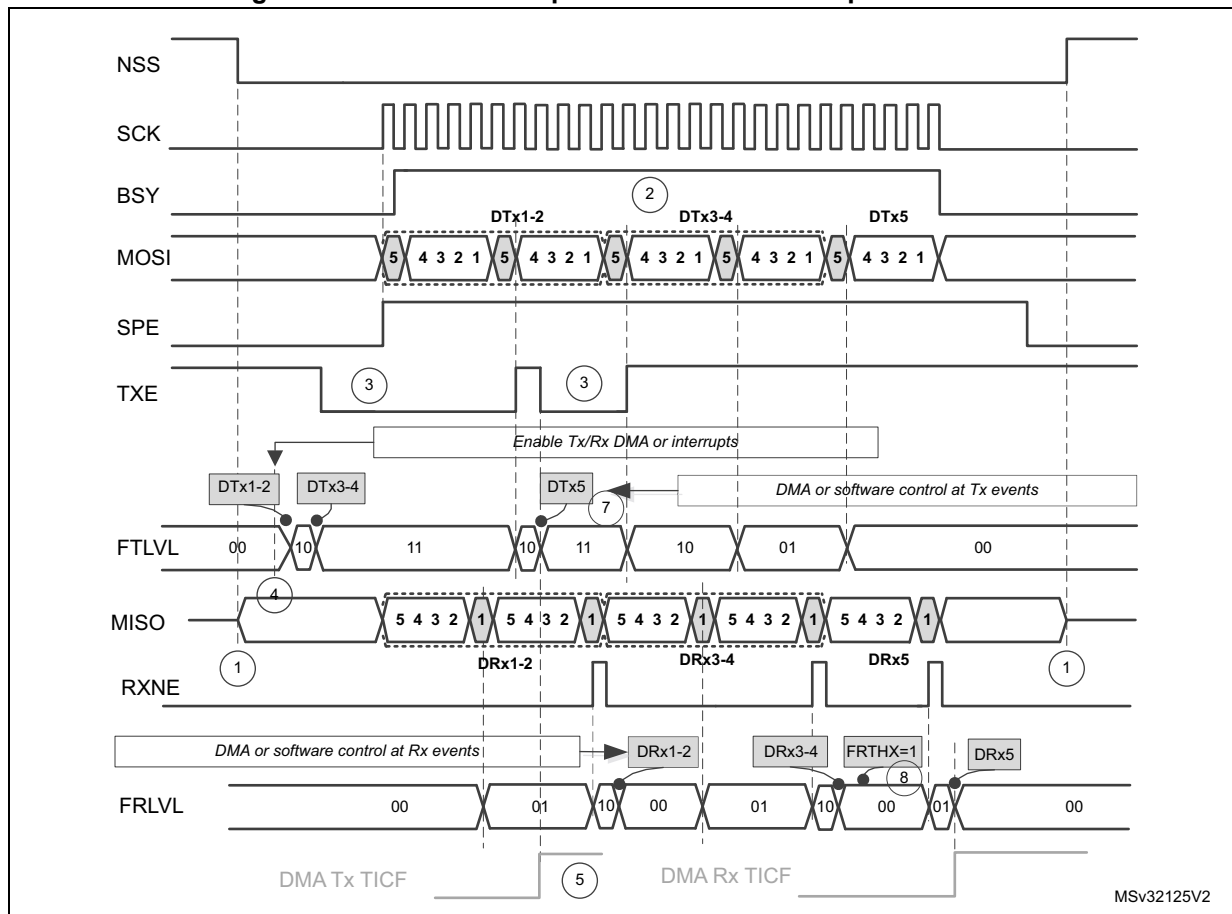 NSS
SCK
BSY
2
DTx1-2 DTx3-4 DTx5
MOSI 5 4 3 2 1 5 4 3 2 1 5 4 3 2 1 5 4 3 2 1 5 4 3 2 1
SPE
TXE 3 3
Enable Tx/Rx DMA or interrupts
DTx1-2 DTx3-4 DTx5 DMA or software control at Tx events
7
FTLVL 00 10 11 10 11 10 01 00
4
MISO 5 4 3 2 1 5 4 3 2 1 5 4 3 2 1 5 4 3 2 1 5 4 3 2 1
1 DRx1-2 DRx3-4 DRx5 1
RXNE
DMA or software control at Rx events DRx1-2 DRx3-4 FRTHX=1 DRx5
8
FRLVL 00 01 10 00 01 10 00 01 00
DMA Tx TICF 5 DMA Rx TICF
MSv32125V2